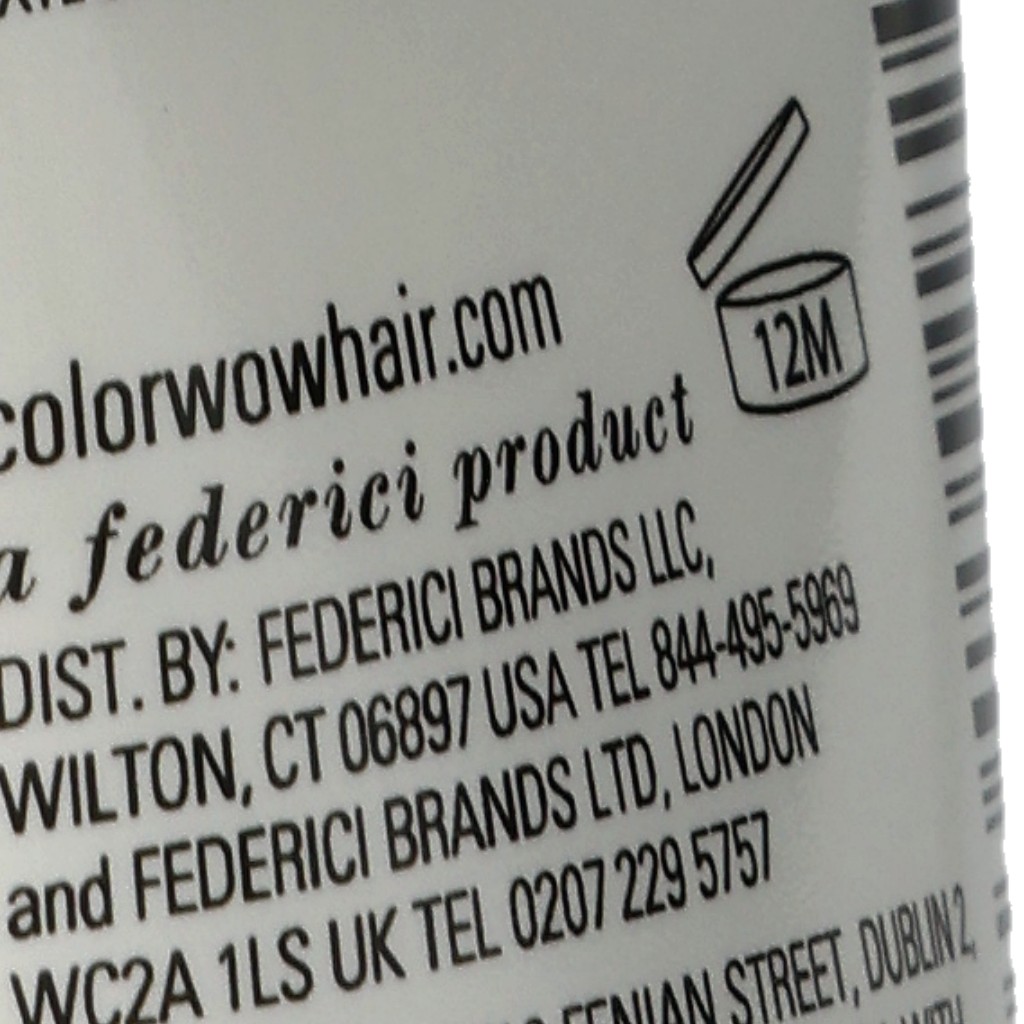 12M
colorwowhair.com
a federici product
DIST. BY: FEDERICI BRANDS LLC,
WILTON, CT 06897 USA TEL 844-495-5969
and FEDERICI BRANDS LTD, LONDON
WC2A 1LS UK TEL 0207 229 5757
FENIAN STREET, DUBLIN 2,
WITH